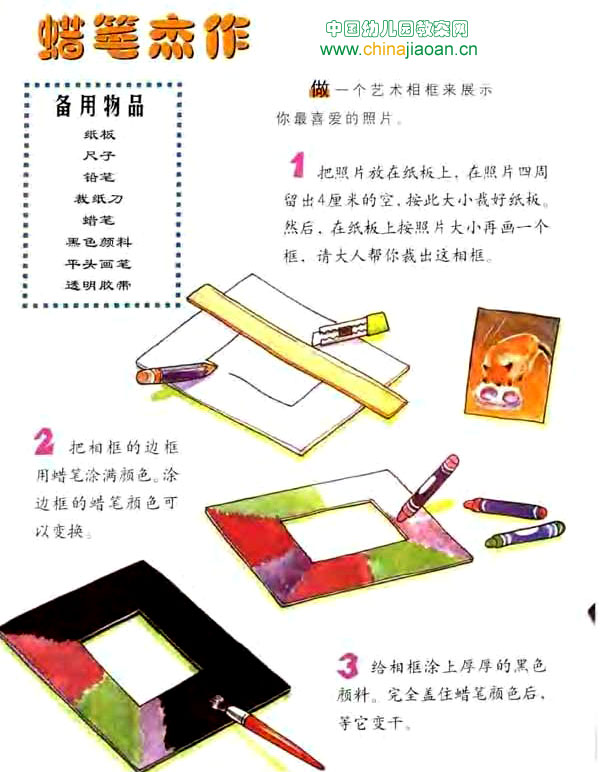 蜡笔杰作
中国幼儿园教案网
www.chinajiaoan.cn
备用物品
纸板
尺子
铅笔
裁纸刀
蜡笔
黑色颜料
平头画笔
透明胶带
做一个艺术相框来展示
你最喜爱的照片。
1 把照片放在纸板上，在照片四周
留出4厘米的空，按此大小裁好纸板。
然后，在纸板上按照片大小再画一个
框，请大人帮你裁出这相框。
2 把相框的边框
用蜡笔涂满颜色。涂
边框的蜡笔颜色可
以变换。
3 给相框涂上厚厚的黑色
颜料。完全盖住蜡笔颜色后，
等它变干。